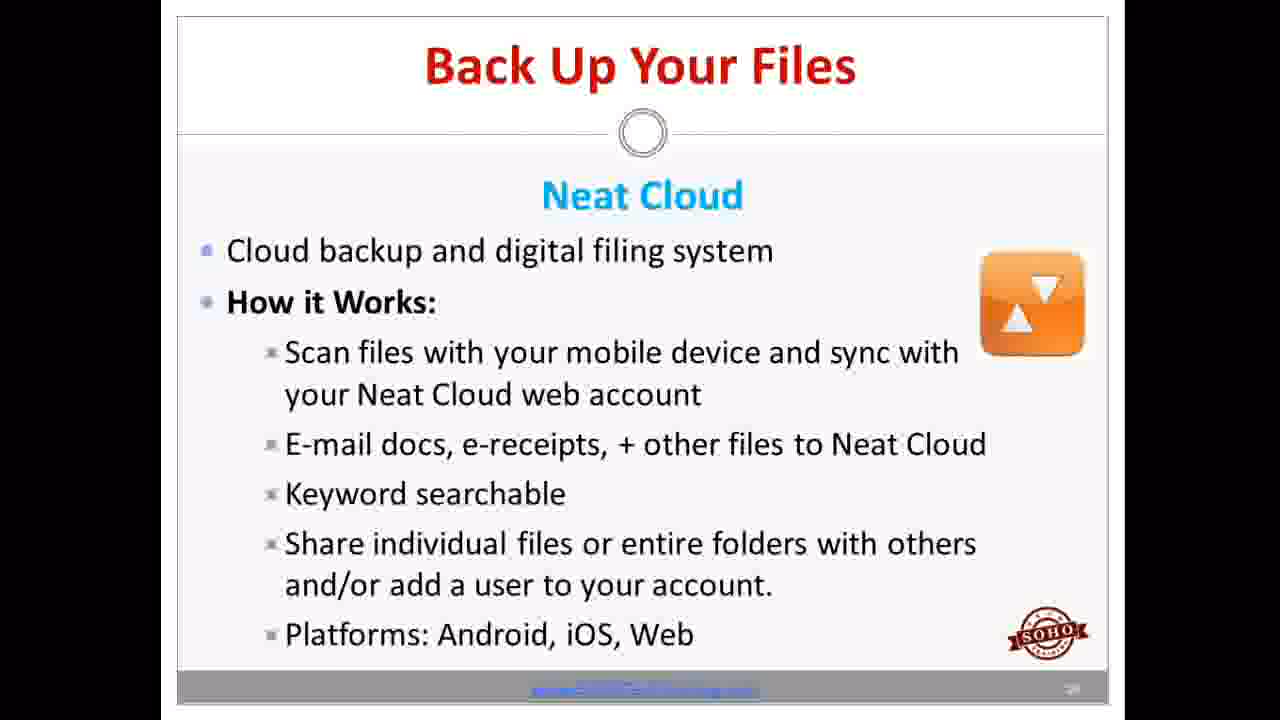 Back Up Your Files
Neat Cloud
Cloud backup and digital filing system
How it Works:
Scan files with your mobile device and sync with
your Neat Cloud web account
E-mail docs, e-receipts, + other files to Neat Cloud
Keyword searchable
Share individual files or entire folders with others
and/or add a user to your account.
Platforms: Android, iOS, Web
SOHO